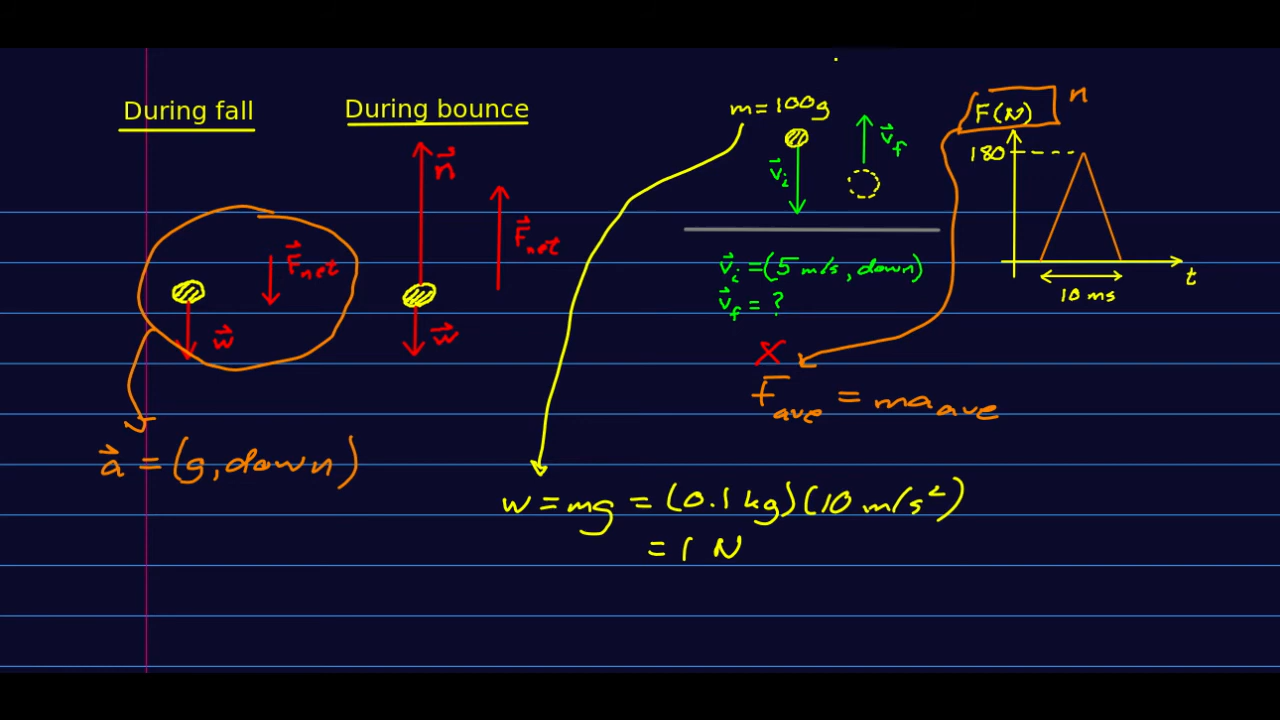 During fall
During bounce
m = 100g
F(N)
n
180
10 ms
t
v⃗i
v⃗f
n⃗
F⃗net
w⃗
F⃗net
w⃗
v⃗i = (5 m/s, down)
v⃗f = ?
X
Fave = maave
a⃗ = (g, down)
w = mg = (0.1 kg)(10 m/s²)
= 1 N